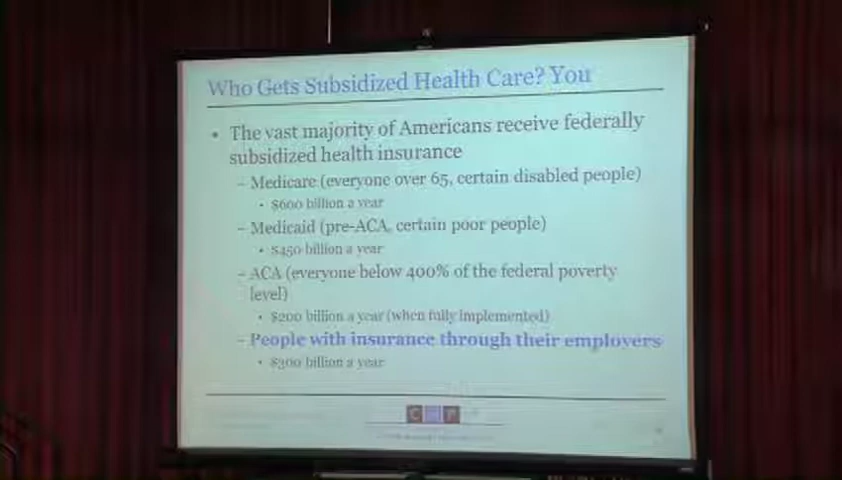 Who Gets Subsidized Health Care? You
• The vast majority of Americans receive federally
subsidized health insurance
– Medicare (everyone over 65, certain disabled people)
• $600 billion a year
– Medicaid (pre-ACA, certain poor people)
• $450 billion a year
– ACA (everyone below 400% of the federal poverty
level)
• $200 billion a year (when fully implemented)
– People with insurance through their employers
• $300 billion a year